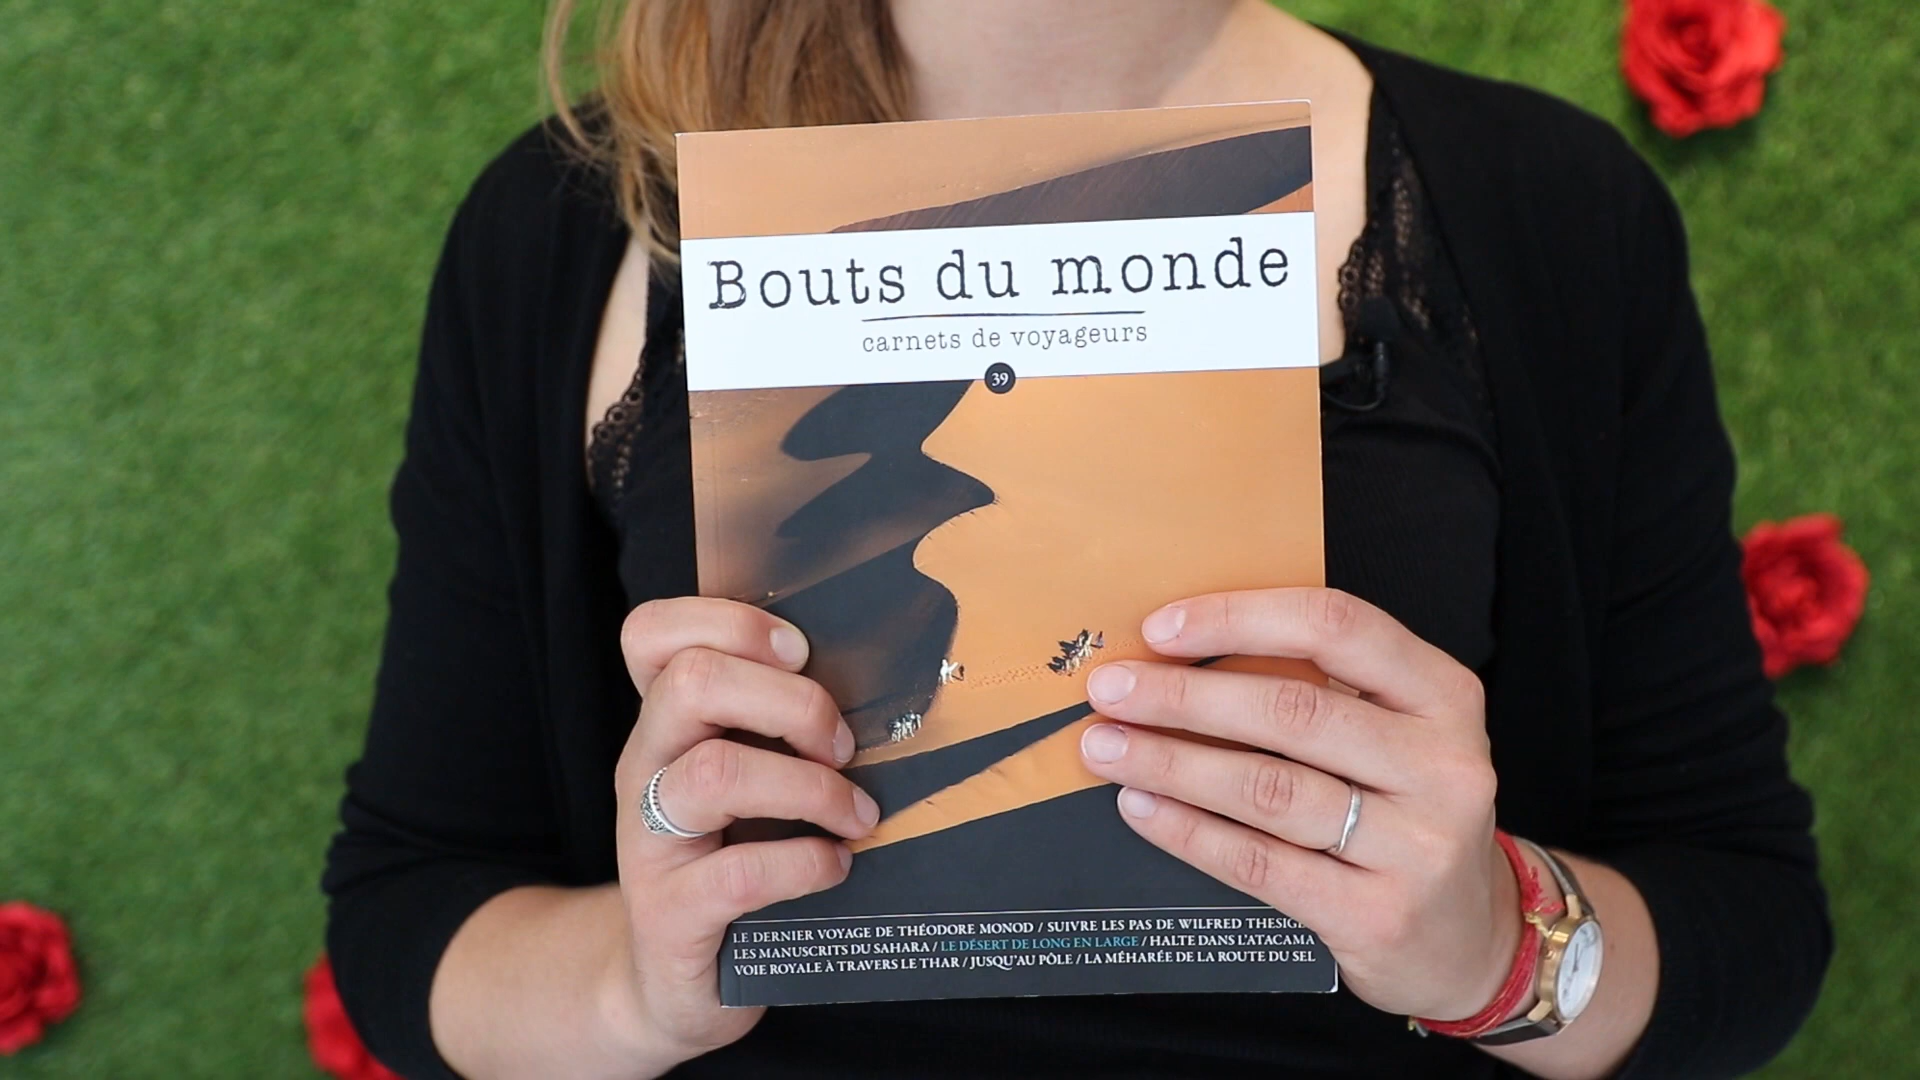 Bouts du monde
carnets de voyageurs
39
LE DERNIER VOYAGE DE THÉODORE MONOD / SUIVRE LES PAS DE WILFRED
LES MANUSCRITS DU SAHARA / LE DÉSERT DE LONG EN LARGE / HALTE DANS L'ATACAMA
VOIE ROYALE À TRAVERS LE THAR / JUSQU'AU PÔLE / LA MÉHARÉE DE LA ROUTE DU SEL